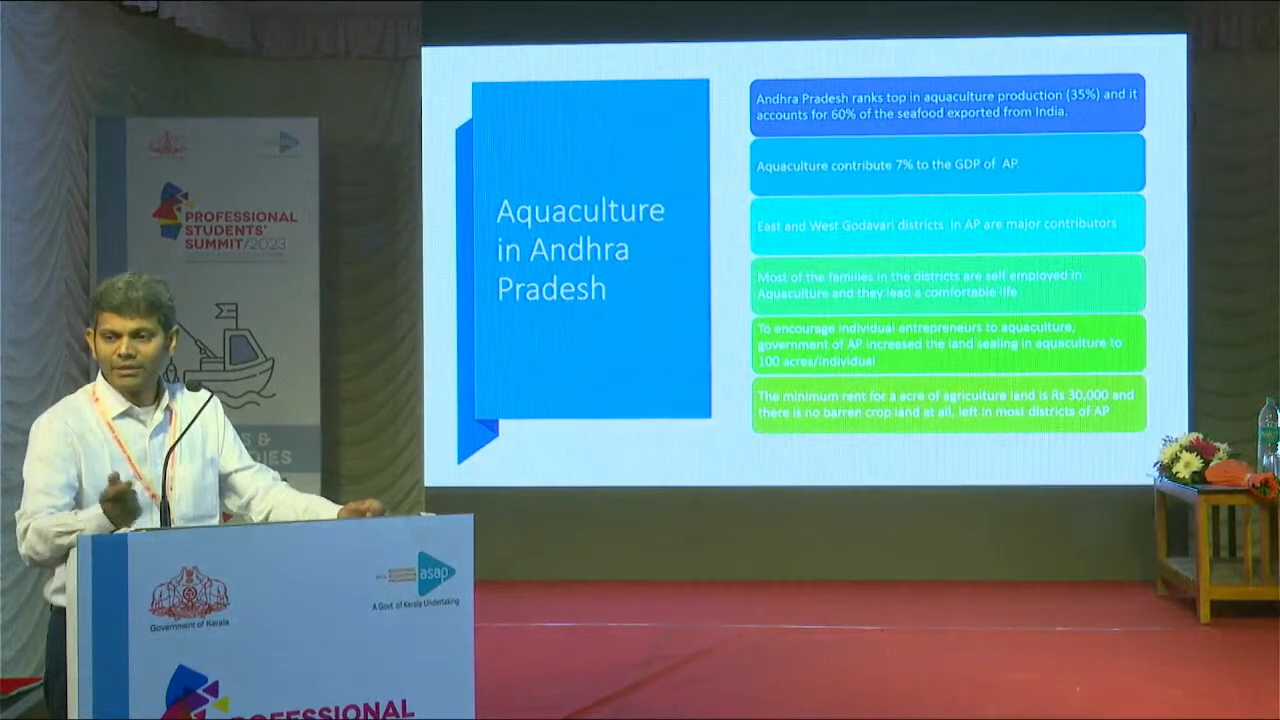 PROFESSIONAL
STUDENTS'
SUMMIT/2023
S &
DIES
Aquaculture
in Andhra
Pradesh
Andhra Pradesh ranks top in aquaculture production (35%) and it
accounts for 60% of the seafood exported from India.
Aquaculture contribute 7% to the GDP of AP.
East and West Godavari districts in AP are major contributors
Most of the families in the districts are self employed in
Aquaculture and they lead a comfortable life
To encourage individual entrepreneurs to aquaculture,
government of AP increased the land sealing in aquaculture to
100 acres/individual
The minimum rent for a acre of agriculture land is Rs 30,000 and
there is no barren crop land at all, left in most districts of AP
Government of Kerala
asap
A Govt. of Kerala Undertaking
PROFESSIONAL